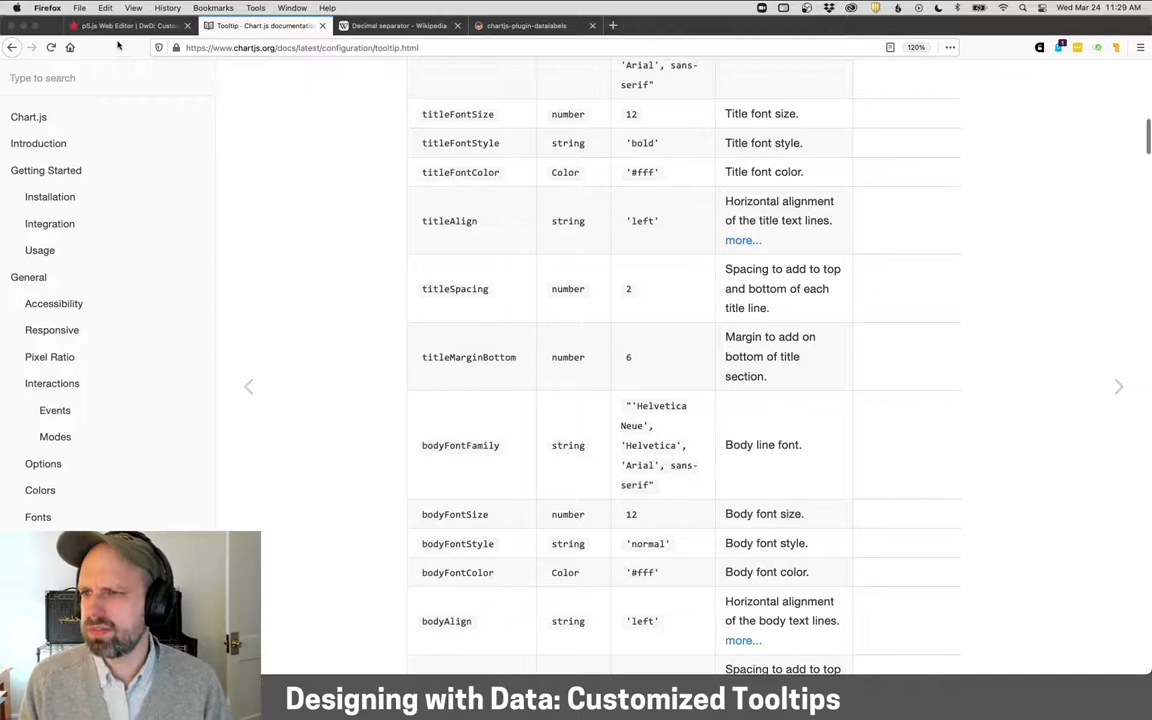 Firefox File Edit View History Bookmarks Tools Window Help Wed Mar 24 11:29 AM
p5.js Web Editor | DwD: Custo Tooltip · Chart.js documentation Decimal separator - Wikipedia chartjs-plugin-datalabels
https://www.chartjs.org/docs/latest/configuration/tooltip.html 120%
Type to search
Chart.js
Introduction
Getting Started
Installation
Integration
Usage
General
Accessibility
Responsive
Pixel Ratio
Interactions
Events
Modes
Options
Colors
Fonts
'Arial', sans-
serif"
titleFontSize number 12 Title font size.
titleFontStyle string 'bold' Title font style.
titleFontColor Color '#fff' Title font color.
titleAlign string 'left' Horizontal alignment
of the title text lines.
more...
titleSpacing number 2 Spacing to add to top
and bottom of each
title line.
titleMarginBottom number 6 Margin to add on
bottom of title
section.
bodyFontFamily string "'Helvetica
Neue',
'Helvetica',
'Arial', sans-
serif" Body line font.
bodyFontSize number 12 Body font size.
bodyFontStyle string 'normal' Body font style.
bodyFontColor Color '#fff' Body font color.
bodyAlign string 'left' Horizontal alignment
of the body text lines.
more...
Spacing to add to top
Designing with Data: Customized Tooltips